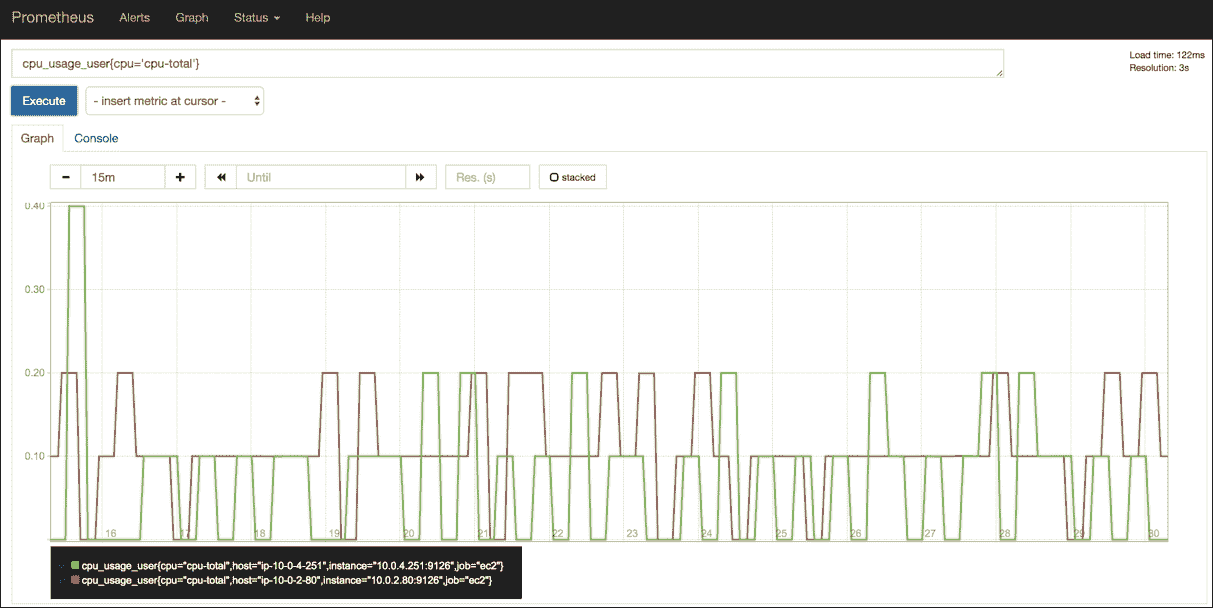 Prometheus Alerts Graph Status Help
cpu_usage_user{cpu='cpu-total'}
Load time: 122ms
Resolution: 3s
Execute - insert metric at cursor -
Graph Console
15m Until Res. (s) stacked
0.40
0.30
0.20
0.10
16 17 18 19 20 21 22 23 24 25 26 27 28 29 30
cpu_usage_user{cpu="cpu-total",host="ip-10-0-4-251",instance="10.0.4.251:9126",job="ec2"}
cpu_usage_user{cpu="cpu-total",host="ip-10-0-2-80",instance="10.0.2.80:9126",job="ec2"}